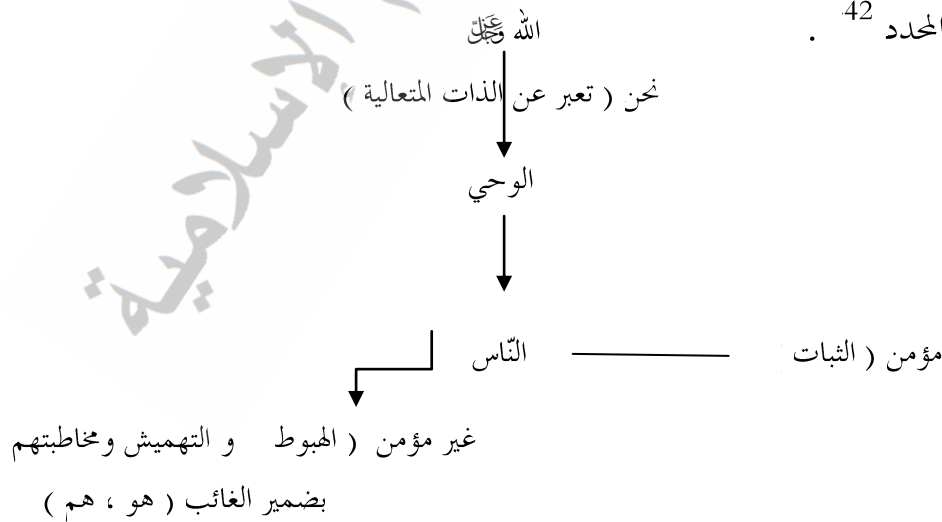 المحدد 42 .
الله عز وجل
نحن ( تعبر عن الذات المتعالية )
الوحي
مؤمن ( الثبات النّاس
غير مؤمن ( الهبوط و التهميش ومخاطبتهم
بضمير الغائب ( هو ، هم )
الإسلامية